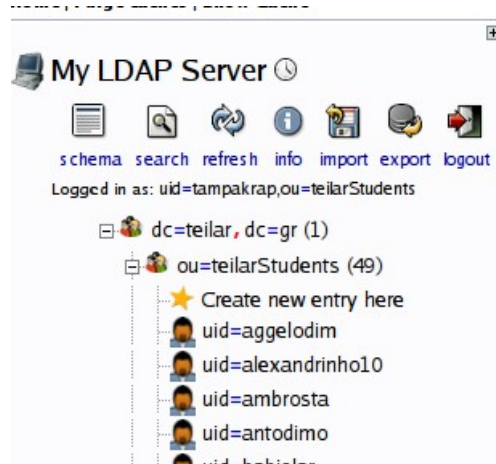 My LDAP Server
schema search refresh info import export logout
Logged in as: uid=tampakrap,ou=teilarStudents
dc=teilar,dc=gr (1)
ou=teilarStudents (49)
Create new entry here
uid=aggelodim
uid=alexandrinho10
uid=ambrosta
uid=antodimo